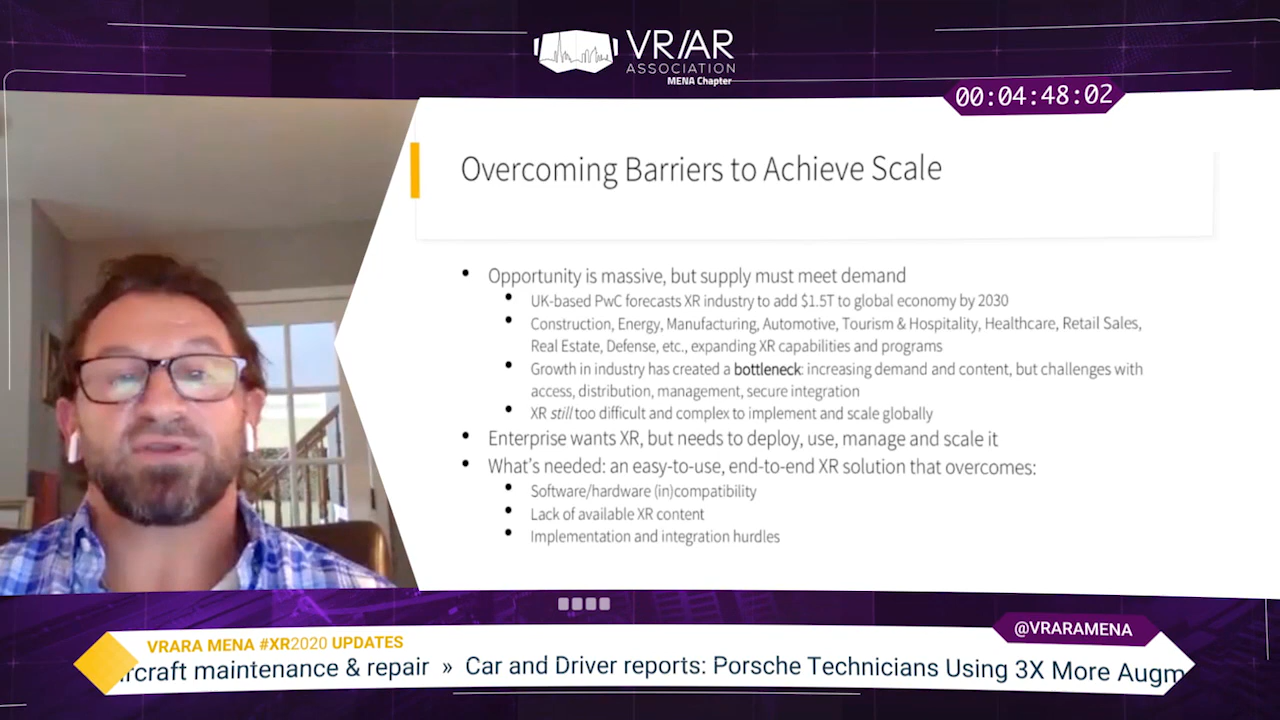 VR/AR
ASSOCIATION
MENA Chapter
00:04:48:02
Overcoming Barriers to Achieve Scale
• Opportunity is massive, but supply must meet demand
• UK-based PwC forecasts XR industry to add $1.5T to global economy by 2030
• Construction, Energy, Manufacturing, Automotive, Tourism & Hospitality, Healthcare, Retail Sales,
Real Estate, Defense, etc., expanding XR capabilities and programs
• Growth in industry has created a bottleneck: increasing demand and content, but challenges with
access, distribution, management, secure integration
• XR still too difficult and complex to implement and scale globally
• Enterprise wants XR, but needs to deploy, use, manage and scale it
• What's needed: an easy-to-use, end-to-end XR solution that overcomes:
• Software/hardware (in)compatibility
• Lack of available XR content
• Implementation and integration hurdles
@VRARAMENA
VRARA MENA #XR2020 UPDATES
rcraft maintenance & repair » Car and Driver reports: Porsche Technicians Using 3X More Augm